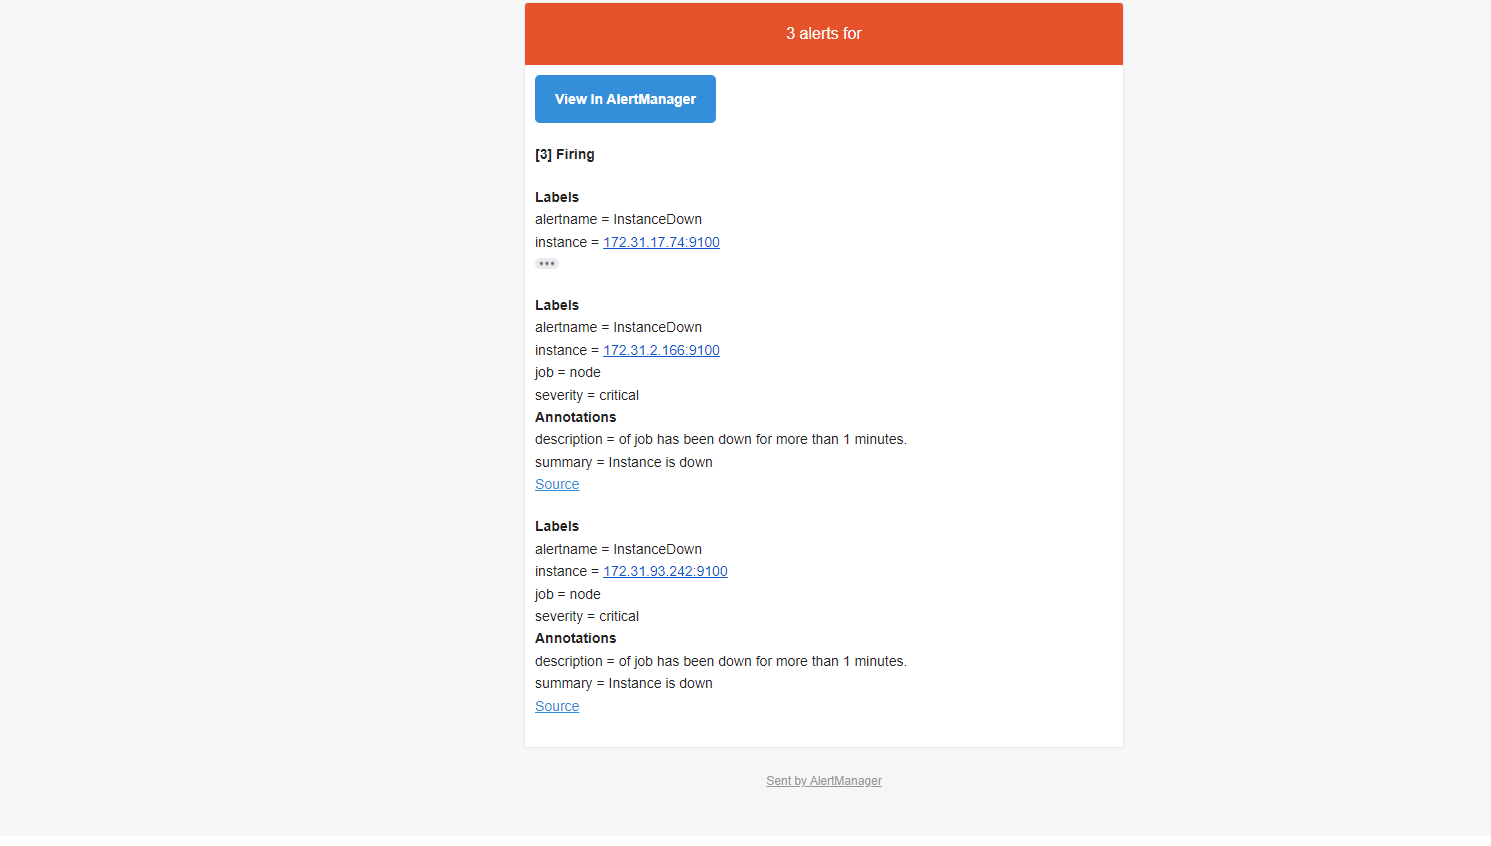 3 alerts for
View in AlertManager
[3] Firing
Labels
alertname = InstanceDown
instance = 172.31.17.74:9100
•••
Labels
alertname = InstanceDown
instance = 172.31.2.166:9100
job = node
severity = critical
Annotations
description = of job has been down for more than 1 minutes.
summary = Instance is down
Source
Labels
alertname = InstanceDown
instance = 172.31.93.242:9100
job = node
severity = critical
Annotations
description = of job has been down for more than 1 minutes.
summary = Instance is down
Source
Sent by AlertManager